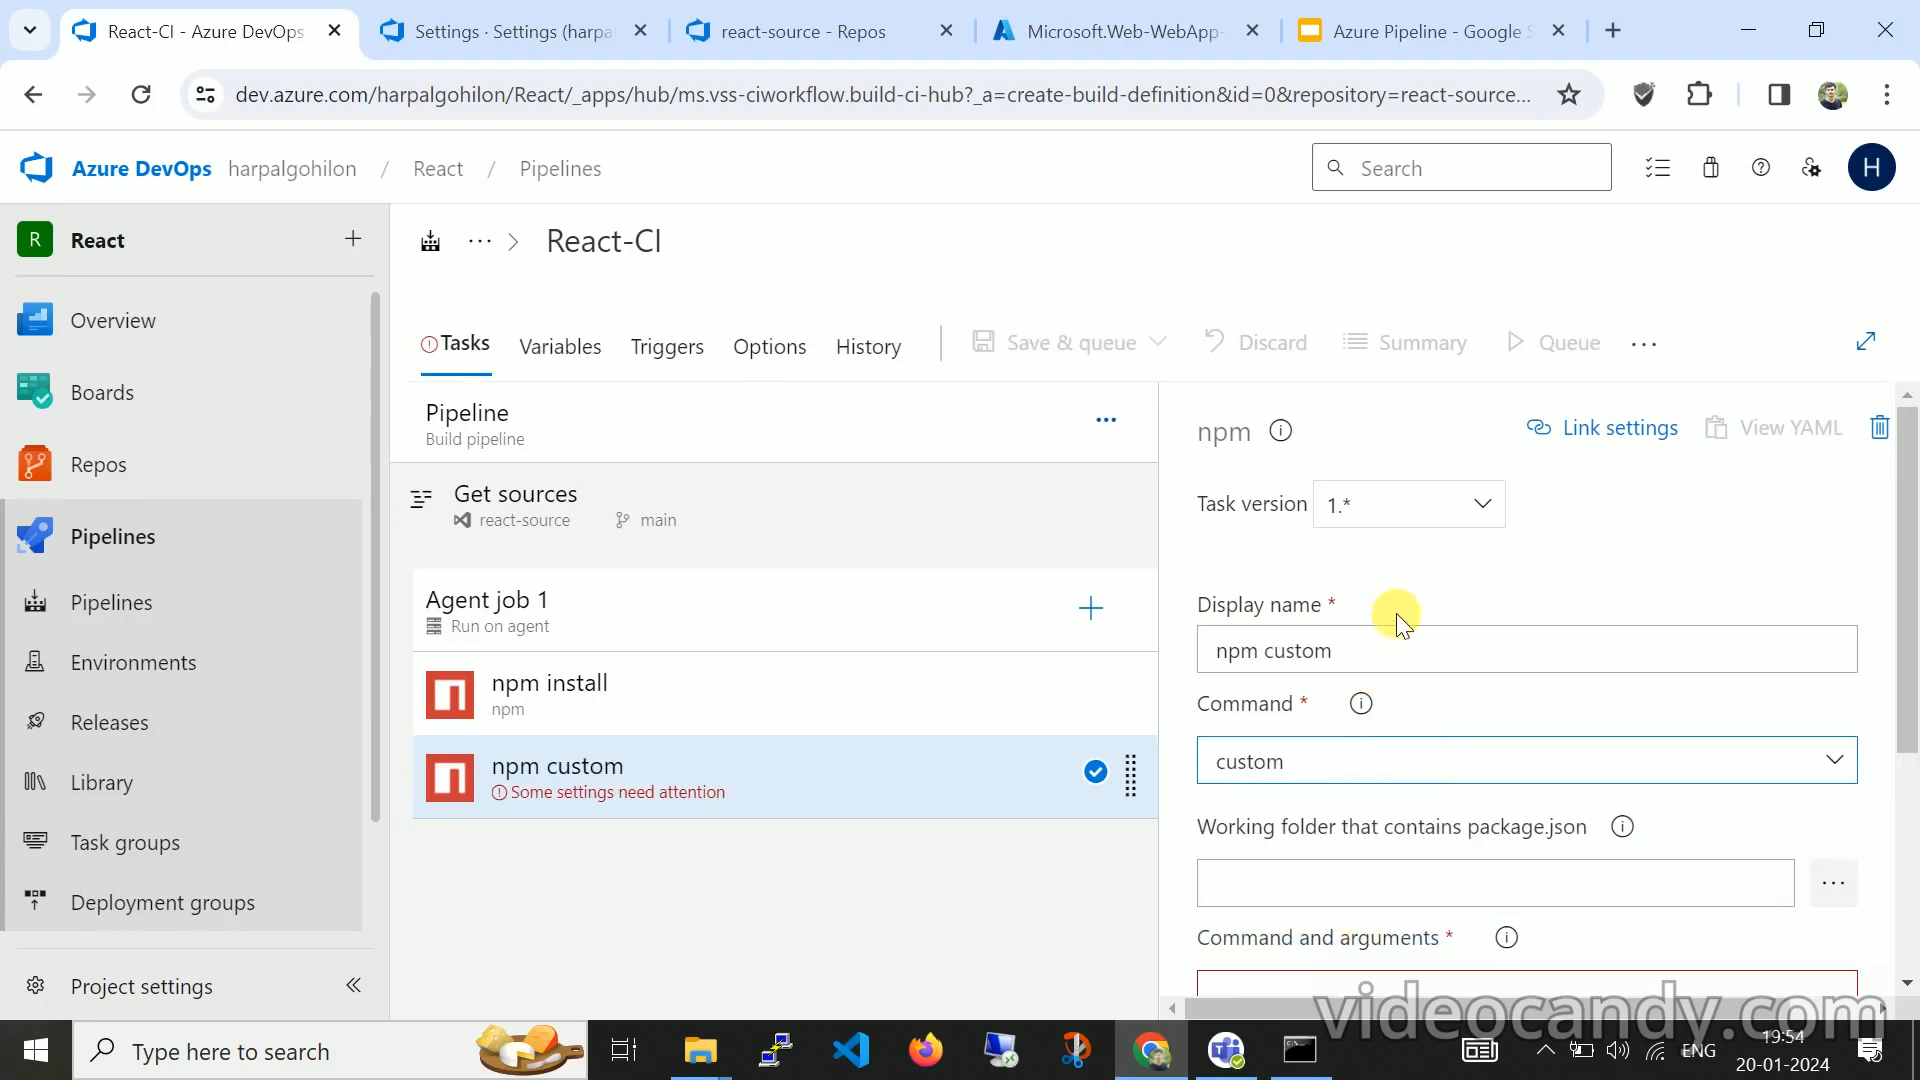 React-CI - Azure DevOps
Settings · Settings (harpa
react-source - Repos
Microsoft.Web-WebApp-
Azure Pipeline - Google S
dev.azure.com/harpalgohilon/React/_apps/hub/ms.vss-ciworkflow.build-ci-hub?_a=create-build-definition&id=0&repository=react-source...
Azure DevOps harpalgohilon / React / Pipelines
Search
H
R React
React-CI
Overview
Boards
Repos
Pipelines
Pipelines
Environments
Releases
Library
Task groups
Deployment groups
Project settings
Tasks Variables Triggers Options History
Save & queue Discard Summary Queue
Pipeline
Build pipeline
Get sources
react-source main
Agent job 1
Run on agent
npm install
npm
npm custom
Some settings need attention
npm
Link settings View YAML
Task version 1.*
Display name *
npm custom
Command *
custom
Working folder that contains package.json
Command and arguments *
videocandy.com
Type here to search
ENG
19:54
20-01-2024